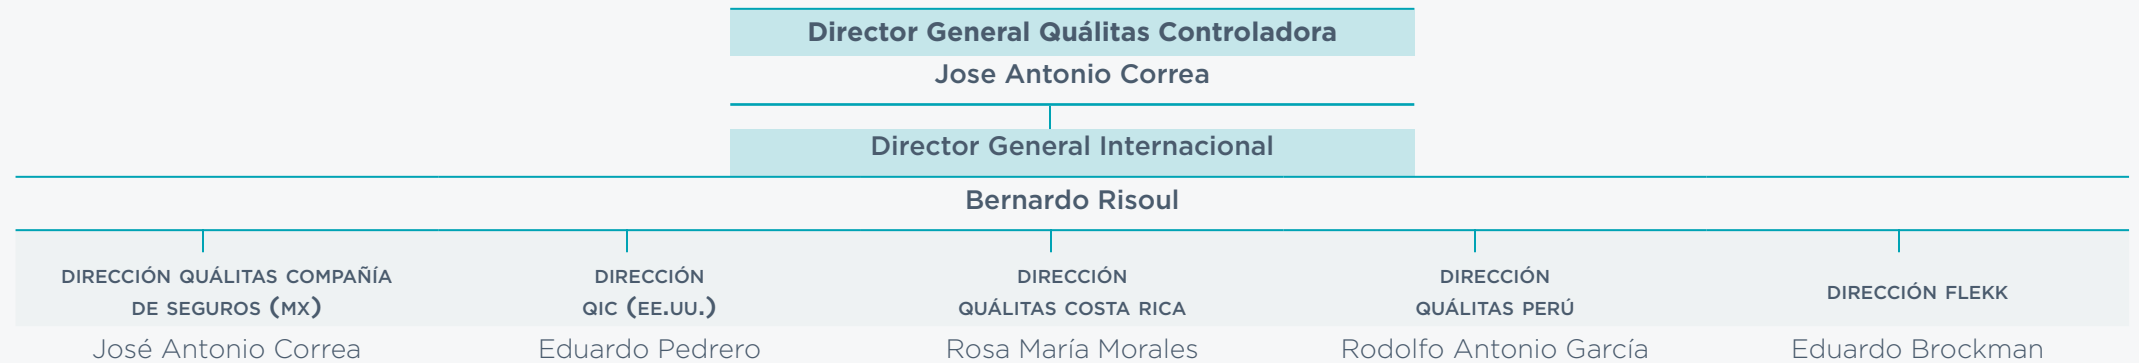 Director General Quálitas Controladora
Jose Antonio Correa
Director General Internacional
Bernardo Risoul
DIRECCIÓN QUÁLITAS COMPAÑÍA
DE SEGUROS (MX)
José Antonio Correa
DIRECCIÓN
QIC (EE.UU.)
Eduardo Pedrero
DIRECCIÓN
QUÁLITAS COSTA RICA
Rosa María Morales
DIRECCIÓN
QUÁLITAS PERÚ
Rodolfo Antonio García
DIRECCIÓN FLEKK
Eduardo Brockman